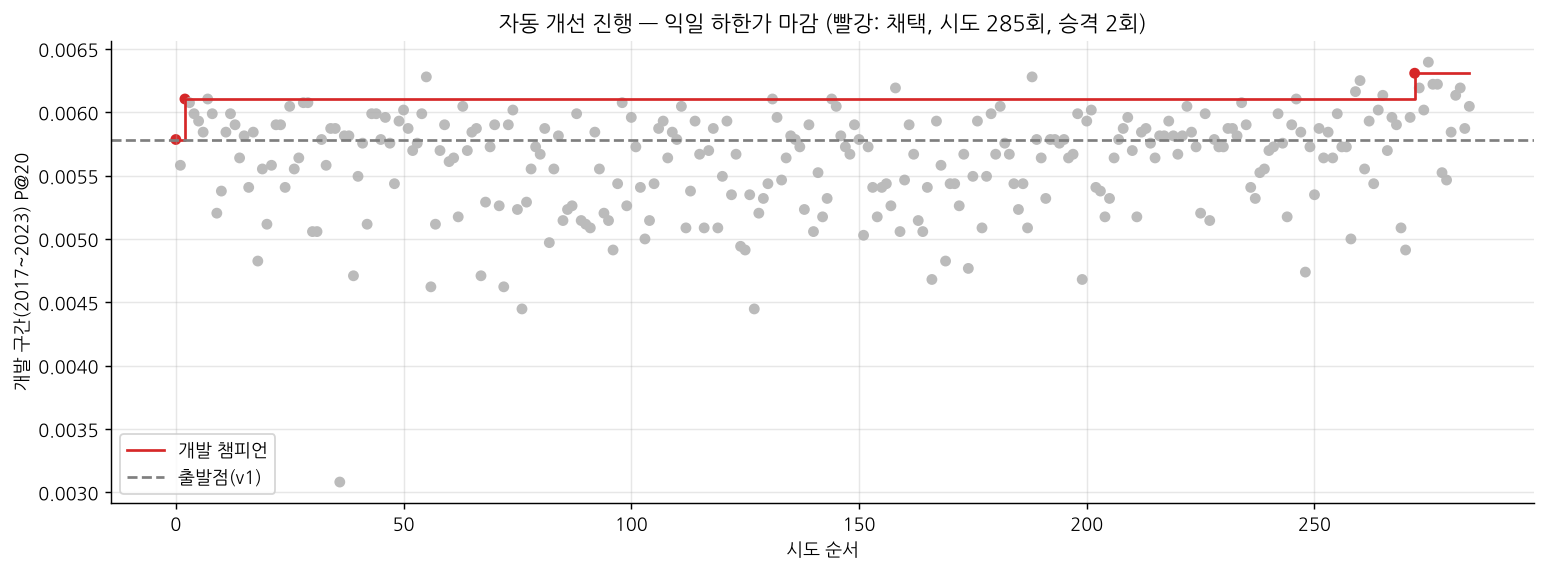 자동 개선 진행 — 익일 하한가 마감 (빨강: 채택, 시도 285회, 승격 2회)
개발 구간(2017~2023) P@20
0.0065
0.0060
0.0055
0.0050
0.0045
0.0040
0.0035
0.0030
개발 챔피언
출발점(v1)
0 50 100 150 200 250
시도 순서